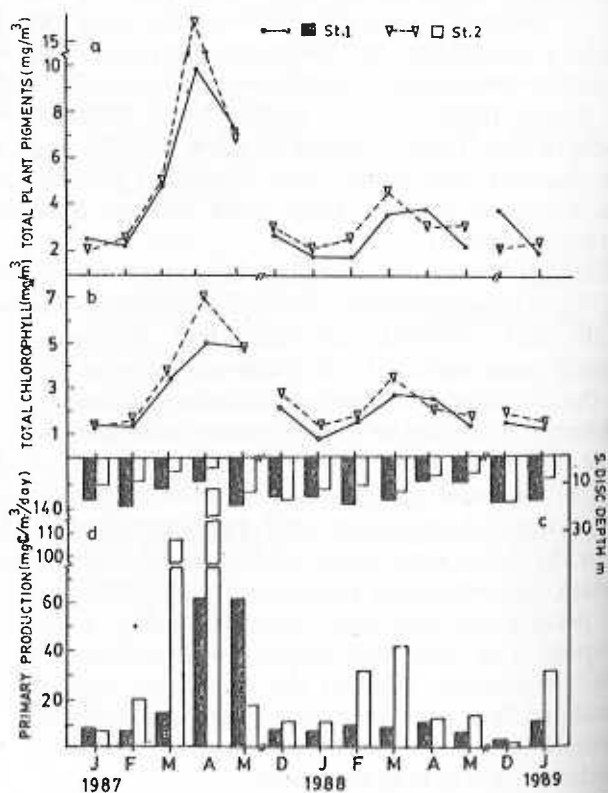 St.1 St.2
a
TOTAL PLANT PIGMENTS (mg/m³)
15
10
8
6
4
2
b
TOTAL CHLOROPHYLL (mg/m³)
7
5
3
1
c
S. DISC DEPTH m
10
30
d
PRIMARY PRODUCTION (mgC/m³/day)
140
110
100
60
40
20
J F M A M D J F M A M D J
1987 1988 1989